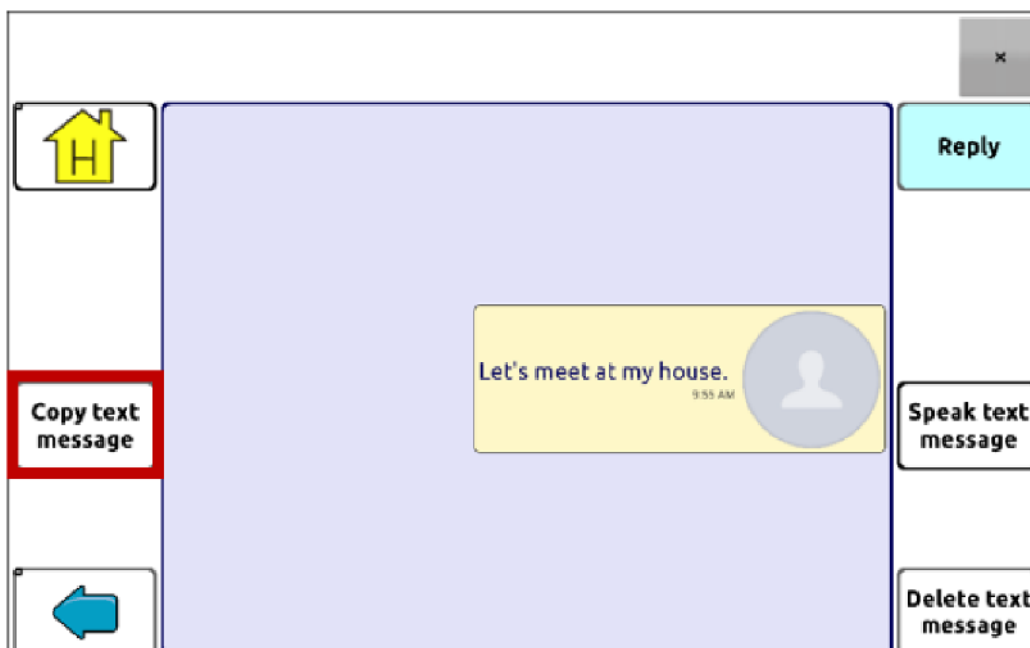 ×
H
Reply
Let's meet at my house.
9:55 AM
Copy text
message
Speak text
message
Delete text
message